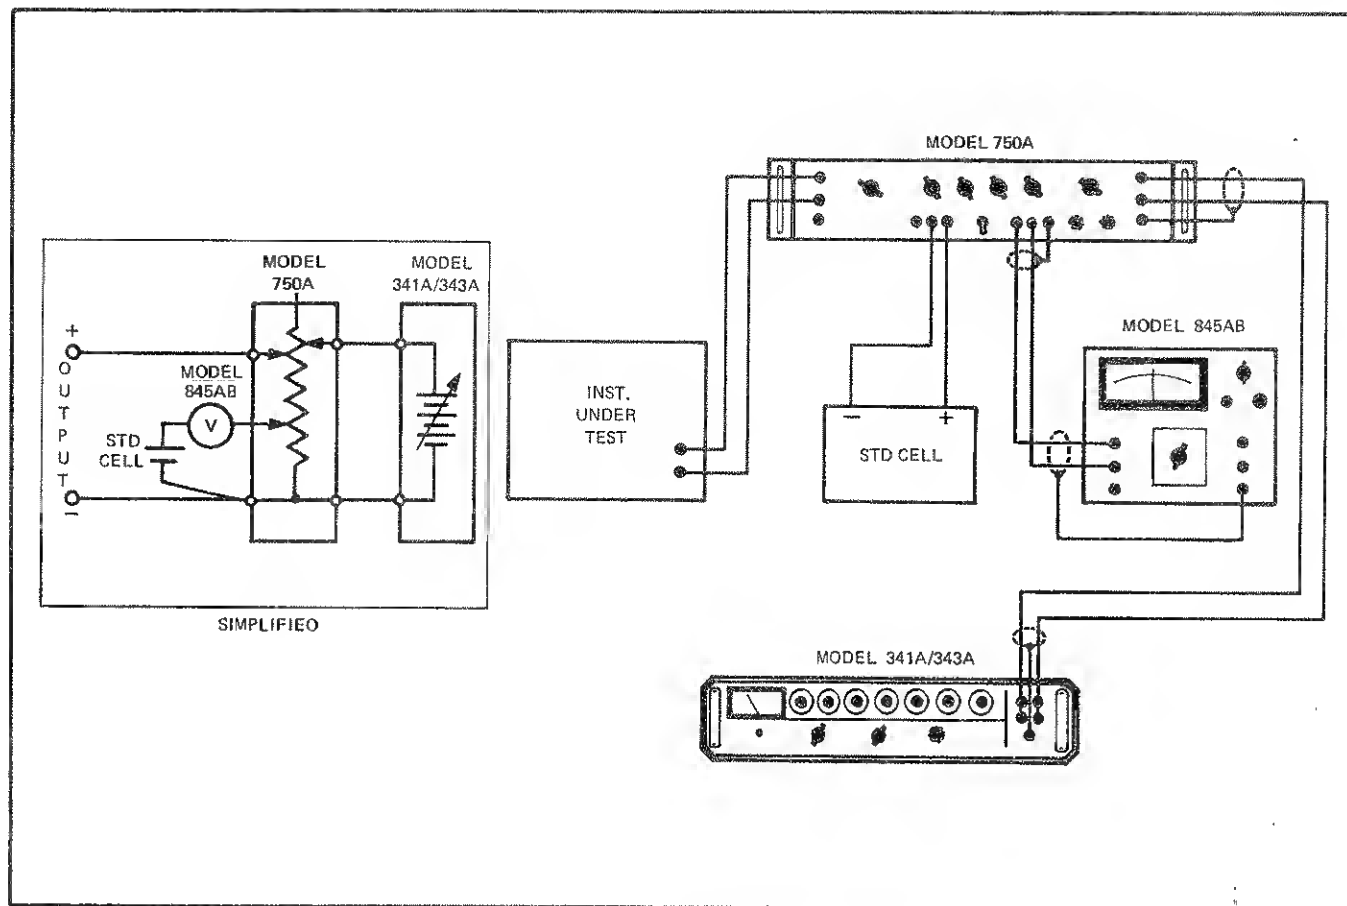 MODEL 750A
MODEL
750A
MODEL
341A/343A
+
OUTPUT
−
MODEL
845AB
V
STD
CELL
SIMPLIFIEO
INST.
UNDER
TEST
− +
STD CELL
MODEL 845AB
MODEL 341A/343A